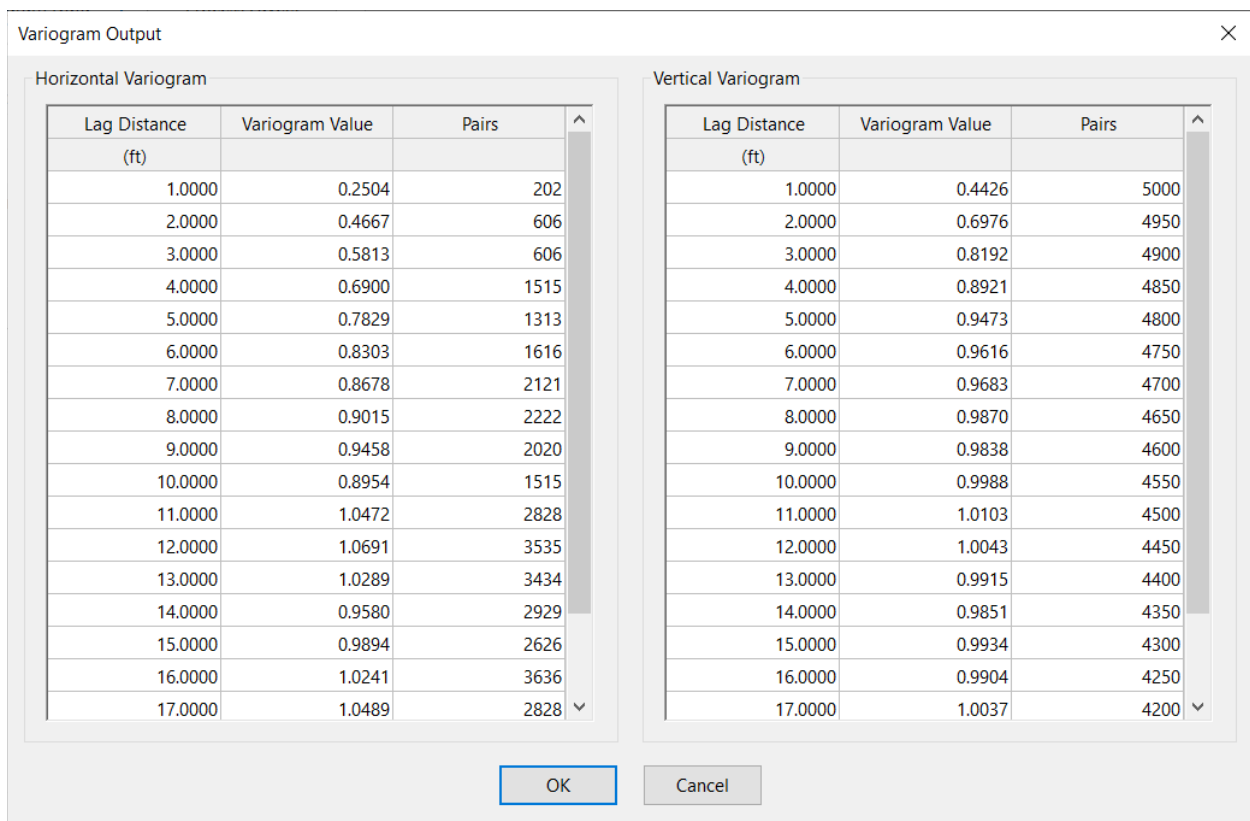 Variogram Output
Horizontal Variogram
Lag Distance Variogram Value Pairs
(ft)
1.0000 0.2504 202
2.0000 0.4667 606
3.0000 0.5813 606
4.0000 0.6900 1515
5.0000 0.7829 1313
6.0000 0.8303 1616
7.0000 0.8678 2121
8.0000 0.9015 2222
9.0000 0.9458 2020
10.0000 0.8954 1515
11.0000 1.0472 2828
12.0000 1.0691 3535
13.0000 1.0289 3434
14.0000 0.9580 2929
15.0000 0.9894 2626
16.0000 1.0241 3636
17.0000 1.0489 2828
Vertical Variogram
Lag Distance Variogram Value Pairs
(ft)
1.0000 0.4426 5000
2.0000 0.6976 4950
3.0000 0.8192 4900
4.0000 0.8921 4850
5.0000 0.9473 4800
6.0000 0.9616 4750
7.0000 0.9683 4700
8.0000 0.9870 4650
9.0000 0.9838 4600
10.0000 0.9988 4550
11.0000 1.0103 4500
12.0000 1.0043 4450
13.0000 0.9915 4400
14.0000 0.9851 4350
15.0000 0.9934 4300
16.0000 0.9904 4250
17.0000 1.0037 4200
OK Cancel